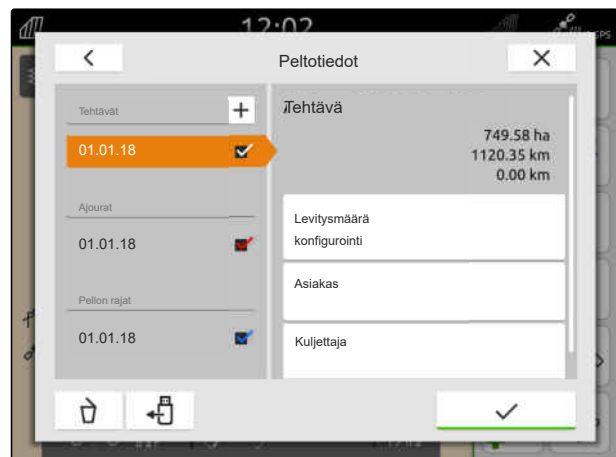 12:02
GPS
Peltotiedot
Tehtävät
Tehtävä
01.01.18
749.58 ha
1120.35 km
0.00 km
Ajourat
01.01.18
Levitysmäärä
konfigurointi
Asiakas
Pellon rajat
01.01.18
Kuljettaja